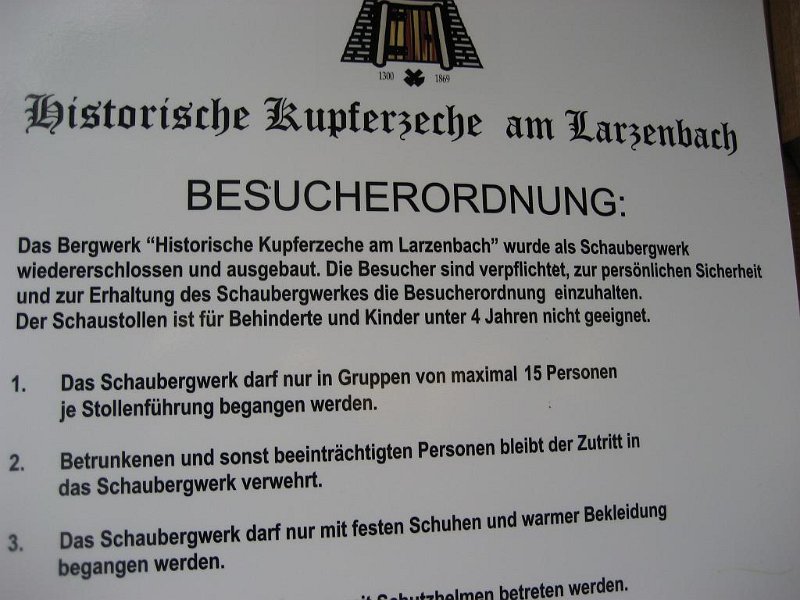 1300 1869
Historische Kupferzeche am Larzenbach
BESUCHERORDNUNG:
Das Bergwerk “Historische Kupferzeche am Larzenbach” wurde als Schaubergwerk
wiedererschlossen und ausgebaut. Die Besucher sind verpflichtet, zur persönlichen Sicherheit
und zur Erhaltung des Schaubergwerkes die Besucherordnung einzuhalten.
Der Schaustollen ist für Behinderte und Kinder unter 4 Jahren nicht geeignet.
1. Das Schaubergwerk darf nur in Gruppen von maximal 15 Personen
je Stollenführung begangen werden.
2. Betrunkenen und sonst beeinträchtigten Personen bleibt der Zutritt in
das Schaubergwerk verwehrt.
3. Das Schaubergwerk darf nur mit festen Schuhen und warmer Bekleidung
begangen werden.
Schutzhelmen betreten werden.